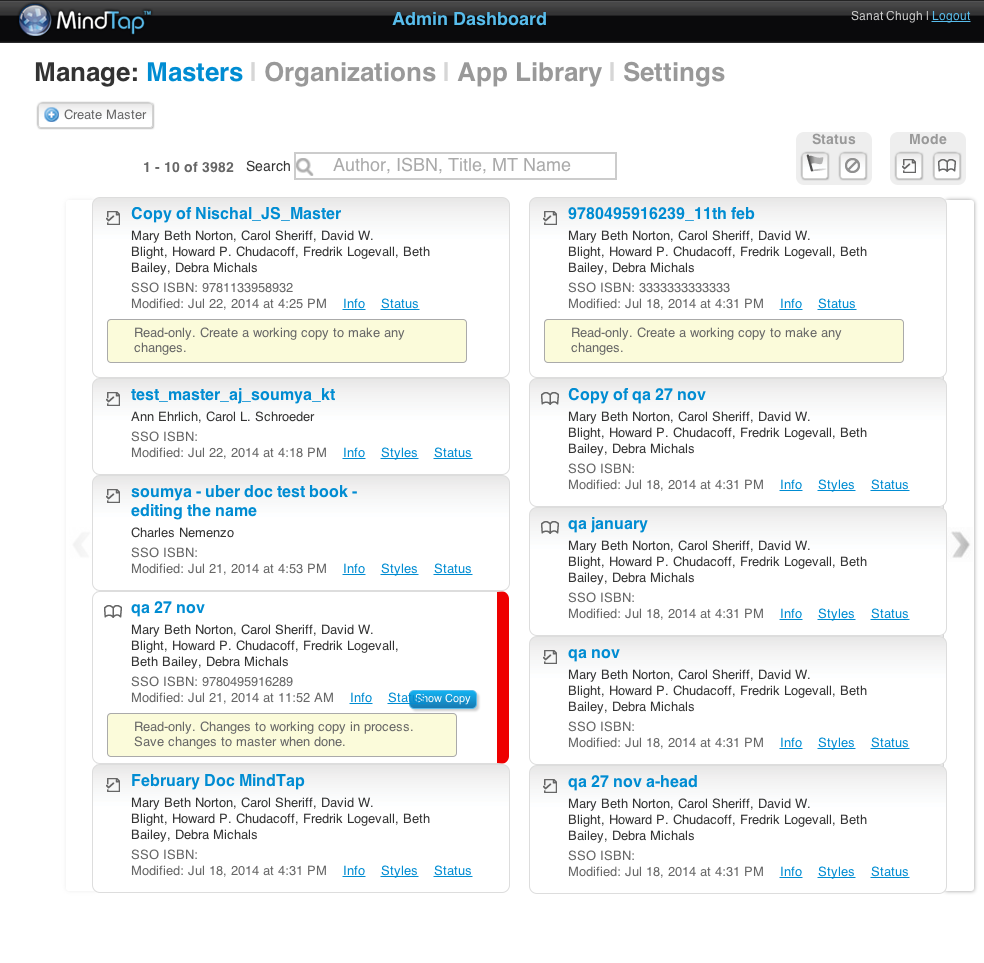 MindTap™
Admin Dashboard
Sanat Chugh | Logout
Manage: Masters | Organizations | App Library | Settings
Create Master
Status
Mode
1 - 10 of 3982 Search Author, ISBN, Title, MT Name
Copy of Nischal_JS_Master
Mary Beth Norton, Carol Sheriff, David W.
Blight, Howard P. Chudacoff, Fredrik Logevall, Beth
Bailey, Debra Michals
SSO ISBN: 9781133958932
Modified: Jul 22, 2014 at 4:25 PM Info Status
Read-only. Create a working copy to make any
changes.
test_master_aj_soumya_kt
Ann Ehrlich, Carol L. Schroeder
SSO ISBN:
Modified: Jul 22, 2014 at 4:18 PM Info Styles Status
soumya - uber doc test book -
editing the name
Charles Nemenzo
SSO ISBN:
Modified: Jul 21, 2014 at 4:53 PM Info Styles Status
qa 27 nov
Mary Beth Norton, Carol Sheriff, David W.
Blight, Howard P. Chudacoff, Fredrik Logevall,
Beth Bailey, Debra Michals
SSO ISBN: 9780495916289
Modified: Jul 21, 2014 at 11:52 AM Info Show Copy
Read-only. Changes to working copy in process.
Save changes to master when done.
February Doc MindTap
Mary Beth Norton, Carol Sheriff, David W.
Blight, Howard P. Chudacoff, Fredrik Logevall, Beth
Bailey, Debra Michals
SSO ISBN:
Modified: Jul 18, 2014 at 4:31 PM Info Styles Status
9780495916239_11th feb
Mary Beth Norton, Carol Sheriff, David W.
Blight, Howard P. Chudacoff, Fredrik Logevall, Beth
Bailey, Debra Michals
SSO ISBN: 3333333333333
Modified: Jul 18, 2014 at 4:31 PM Info Status
Read-only. Create a working copy to make any
changes.
Copy of qa 27 nov
Mary Beth Norton, Carol Sheriff, David W.
Blight, Howard P. Chudacoff, Fredrik Logevall, Beth
Bailey, Debra Michals
SSO ISBN:
Modified: Jul 18, 2014 at 4:31 PM Info Styles Status
qa january
Mary Beth Norton, Carol Sheriff, David W.
Blight, Howard P. Chudacoff, Fredrik Logevall, Beth
Bailey, Debra Michals
SSO ISBN:
Modified: Jul 18, 2014 at 4:31 PM Info Styles Status
qa nov
Mary Beth Norton, Carol Sheriff, David W.
Blight, Howard P. Chudacoff, Fredrik Logevall, Beth
Bailey, Debra Michals
SSO ISBN:
Modified: Jul 18, 2014 at 4:31 PM Info Styles Status
qa 27 nov a-head
Mary Beth Norton, Carol Sheriff, David W.
Blight, Howard P. Chudacoff, Fredrik Logevall, Beth
Bailey, Debra Michals
SSO ISBN:
Modified: Jul 18, 2014 at 4:31 PM Info Styles Status